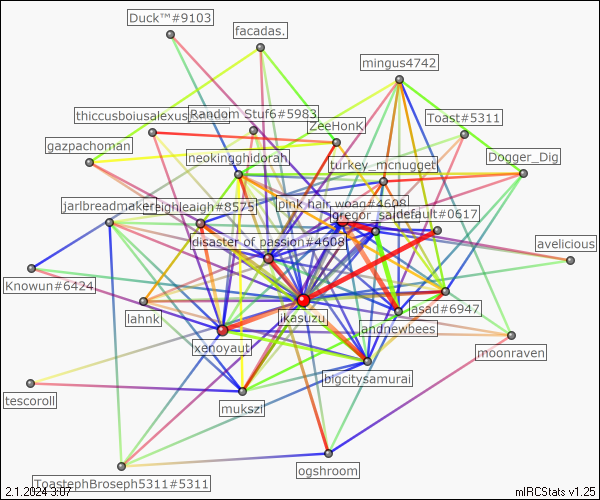 Duck™#9103
facadas.
mingus4742
thiccusboiusalexus
Random Stuf6#5983
Toast#5311
ZeeHonK
gazpachoman
neokingghidorah
turkey_mcnugget
Dogger_Dig
jarlbreadmaker
reighleaigh#8575
pink hair woag#4608
gregor_sa
default#0617
disaster of passion#4608
avelicious
Knowun#6424
lahnk
ikasuzu
asad#6947
andnewbees
xenoyaut
moonraven
bigcitysamurai
tescoroll
mukszi
ogshroom
ToastephBroseph5311#5311
2.1.2024 3:07
mIRCStats v1.25